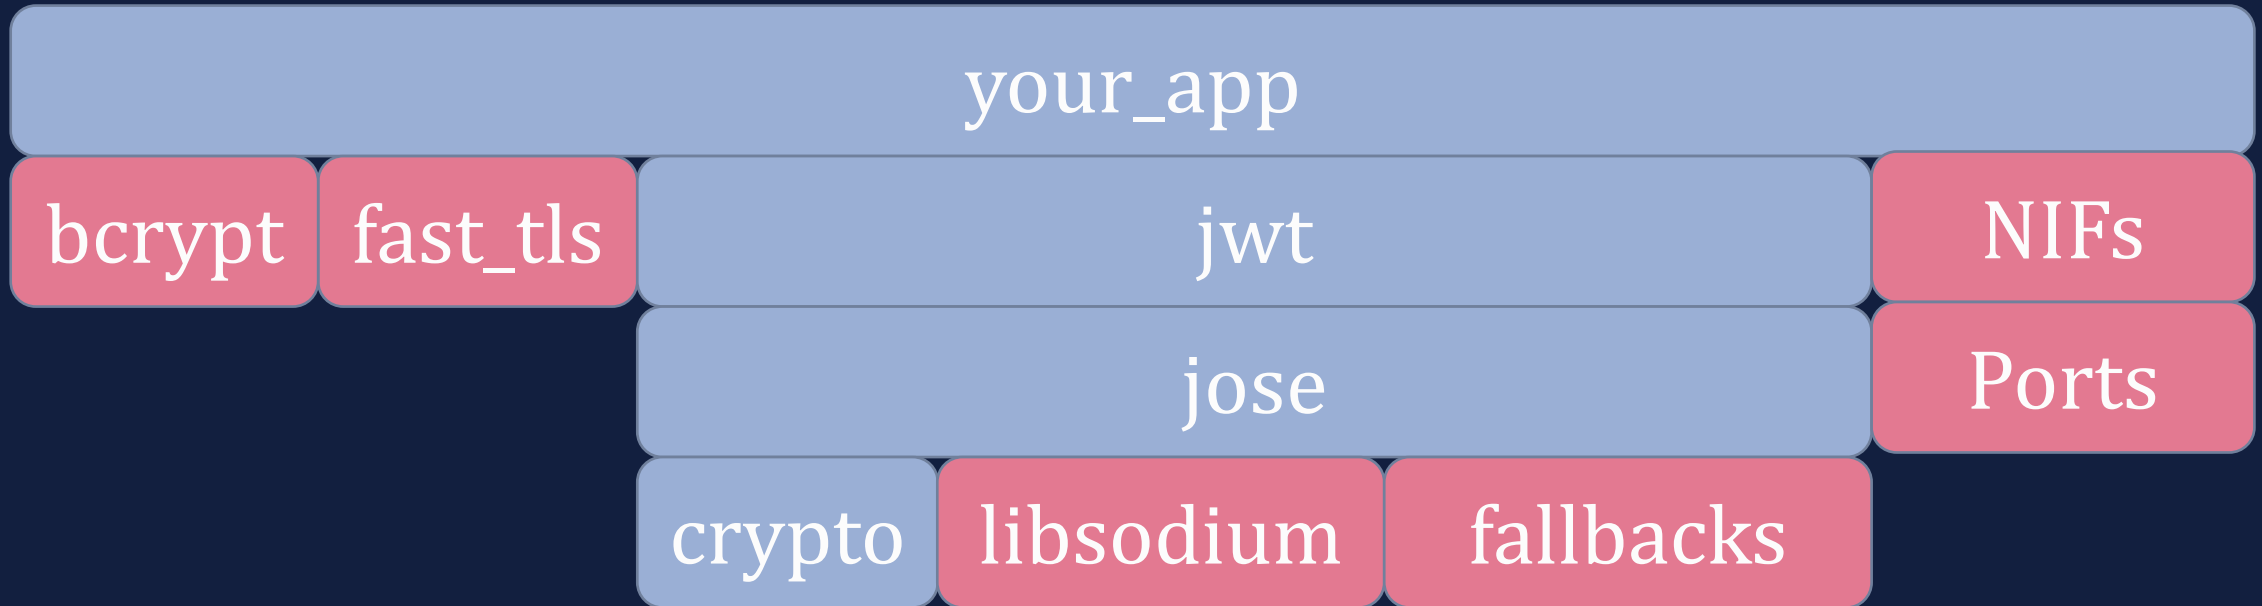 your_app
bcrypt
fast_tls
jwt
NIFs
jose
Ports
crypto
libsodium
fallbacks